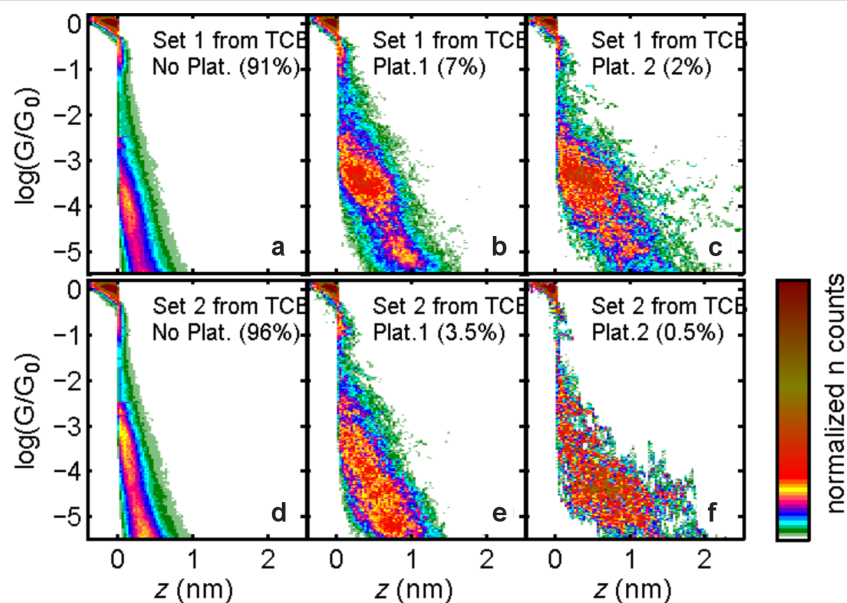 0
−1
−2
−3
−4
−5
log(G/G0)
Set 1 from TCB
No Plat. (91%)
a
Set 1 from TCB
Plat.1 (7%)
b
Set 1 from TCB
Plat. 2 (2%)
c
0
−1
−2
−3
−4
−5
log(G/G0)
Set 2 from TCB
No Plat. (96%)
d
Set 2 from TCB
Plat.1 (3.5%)
e
Set 2 from TCB
Plat.2 (0.5%)
f
0 1 2
0 1 2
0 1 2
z (nm)
z (nm)
z (nm)
normalized n counts